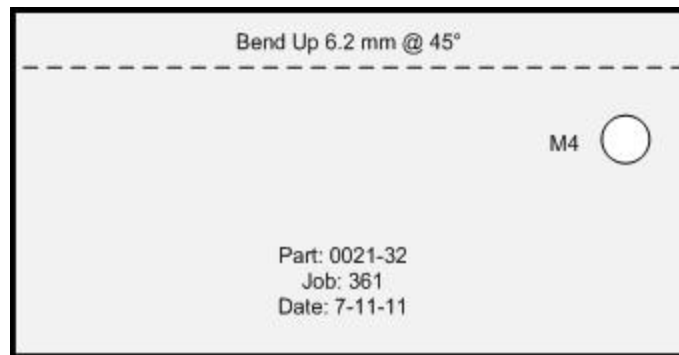 Bend Up 6.2 mm @ 45°
M4
Part: 0021-32
Job: 361
Date: 7-11-11